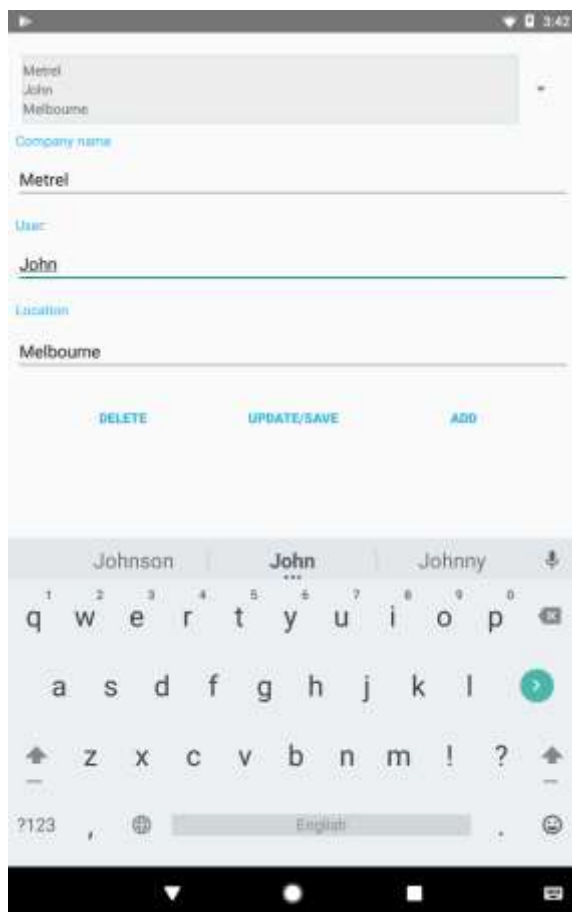 3:42
Metrel
John
Melbourne
Company name
Metrel
User
John
Location
Melbourne
DELETE UPDATE/SAVE ADD
Johnson John Johnny
1 2 3 4 5 6 7 8 9 0
q w e r t y u i o p
a s d f g h j k l
z x c v b n m ! ?
?123 , English .